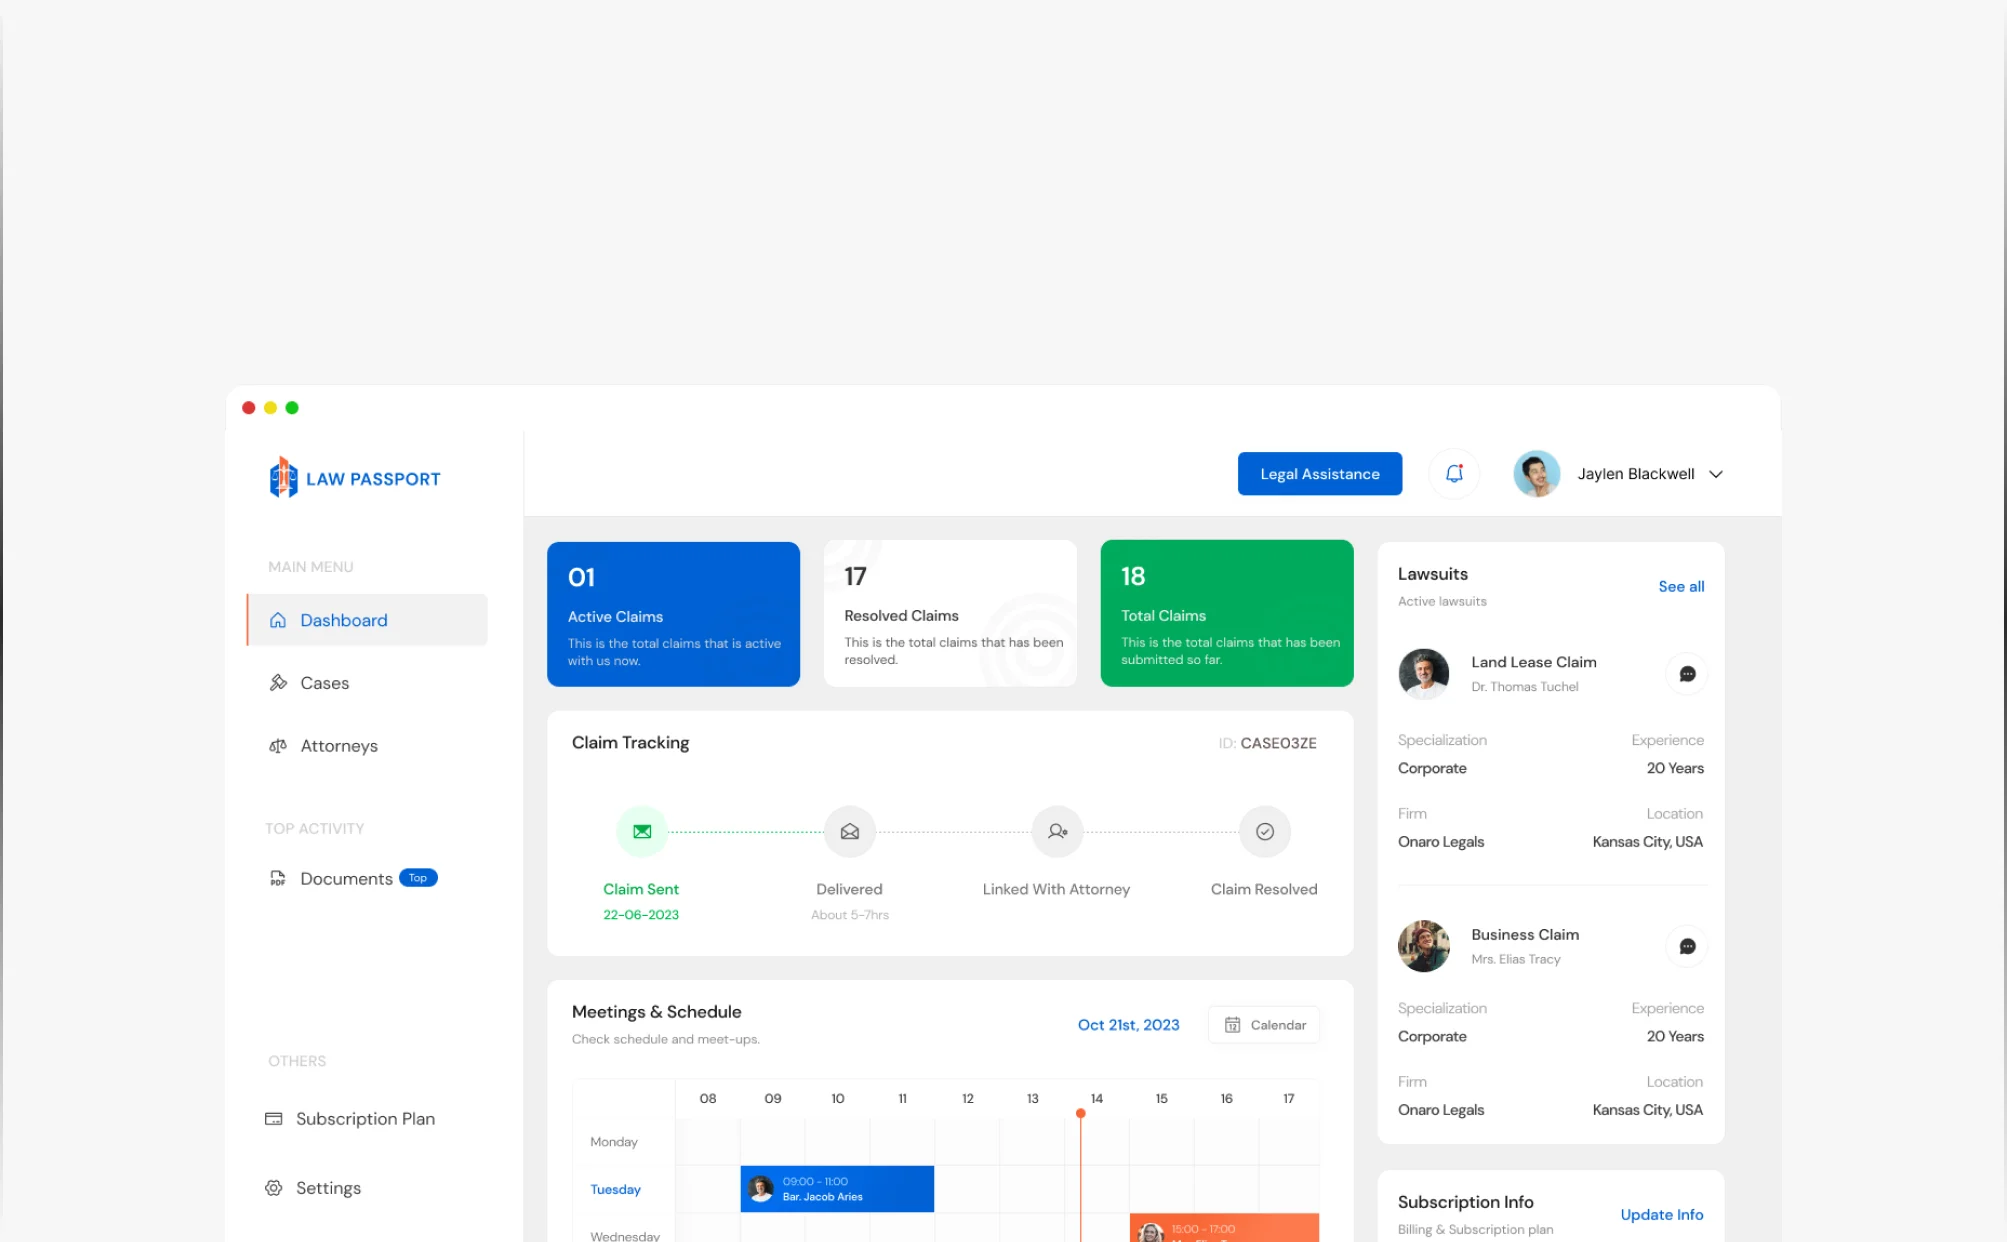 LAW PASSPORT
Legal Assistance
Jaylen Blackwell
MAIN MENU
Dashboard
Cases
Attorneys
TOP ACTIVITY
Documents Top
OTHERS
Subscription Plan
Settings
01
Active Claims
This is the total claims that is active
with us now.
17
Resolved Claims
This is the total claims that has been
resolved.
18
Total Claims
This is the total claims that has been
submitted so far.
Claim Tracking
ID: CASE03ZE
Claim Sent
22-06-2023
Delivered
About 5-7hrs
Linked With Attorney
Claim Resolved
Meetings & Schedule
Check schedule and meet-ups.
Oct 21st, 2023
12
Calendar
08 09 10 11 12 13 14 15 16 17
Monday
Tuesday
09:00 - 11:00
Bar. Jacob Aries
Wednesday
15:00 - 17:00
Lawsuits
Active lawsuits
See all
Land Lease Claim
Dr. Thomas Tuchel
Specialization Experience
Corporate 20 Years
Firm Location
Onaro Legals Kansas City, USA
Business Claim
Mrs. Elias Tracy
Specialization Experience
Corporate 20 Years
Firm Location
Onaro Legals Kansas City, USA
Subscription Info
Billing & Subscription plan
Update Info